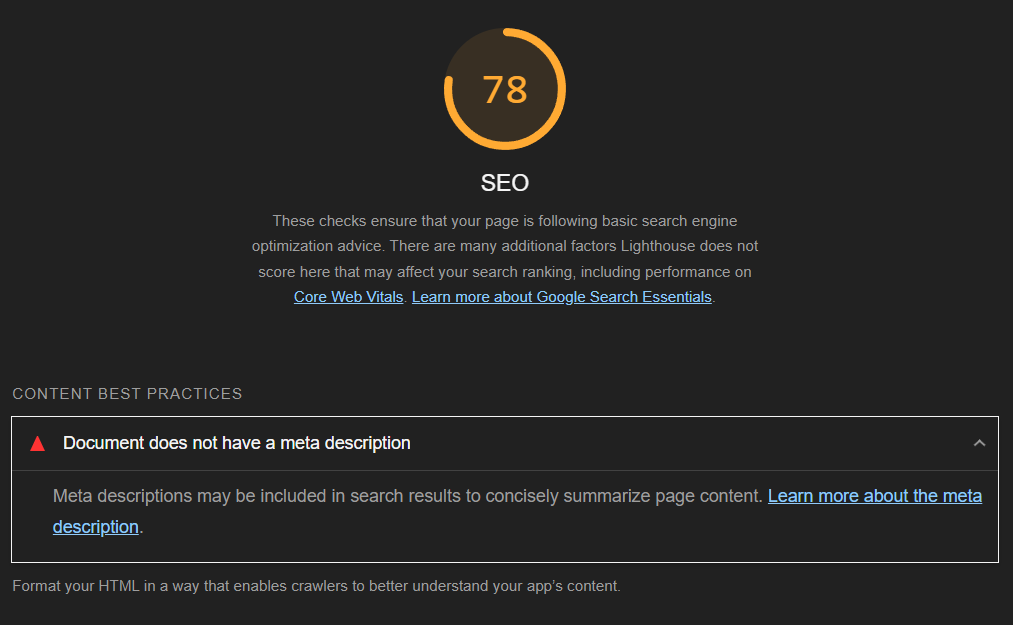 78
SEO
These checks ensure that your page is following basic search engine
optimization advice. There are many additional factors Lighthouse does not
score here that may affect your search ranking, including performance on
Core Web Vitals. Learn more about Google Search Essentials.
CONTENT BEST PRACTICES
Document does not have a meta description
Meta descriptions may be included in search results to concisely summarize page content. Learn more about the meta
description.
Format your HTML in a way that enables crawlers to better understand your app’s content.